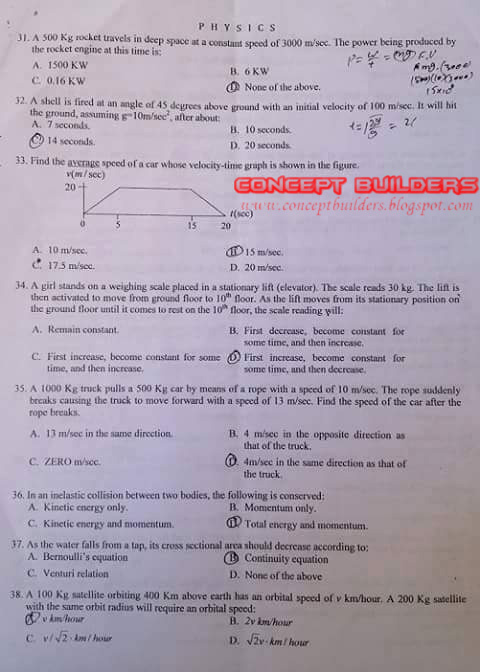 P H Y S I C S
31. A 500 Kg rocket travels in deep space at a constant speed of 3000 m/sec. The power being produced by
the rocket engine at this time is:
A. 1500 KW
B. 6 KW
C. 0.16 KW
D. None of the above.
32. A shell is fired at an angle of 45 degrees above ground with an initial velocity of 100 m/sec. It will hit
the ground, assuming g=10m/sec², after about:
A. 7 seconds.
B. 10 seconds.
C. 14 seconds.
D. 20 seconds.
33. Find the average speed of a car whose velocity-time graph is shown in the figure.
v(m/sec)
20
CONCEPT BUILDERS
www.conceptbuilders.blogspot.com
t(sec)
0 5 15 20
A. 10 m/sec.
B. 15 m/sec.
C. 17.5 m/sec.
D. 20 m/sec.
34. A girl stands on a weighing scale placed in a stationary lift (elevator). The scale reads 30 kg. The lift is
then activated to move from ground floor to 10th floor. As the lift moves from its stationary position on
the ground floor until it comes to rest on the 10th floor, the scale reading will:
A. Remain constant.
B. First decrease, become constant for
some time, and then increase.
C. First increase, become constant for some
time, and then increase.
D. First increase, become constant for
some time, and then decrease.
35. A 1000 Kg truck pulls a 500 Kg car by means of a rope with a speed of 10 m/sec. The rope suddenly
breaks causing the truck to move forward with a speed of 13 m/sec. Find the speed of the car after the
rope breaks.
A. 13 m/sec in the same direction.
B. 4 m/sec in the opposite direction as
that of the truck.
C. ZERO m/sec.
D. 4m/sec in the same direction as that of
the truck.
36. In an inelastic collision between two bodies, the following is conserved:
A. Kinetic energy only.
B. Momentum only.
C. Kinetic energy and momentum.
D. Total energy and momentum.
37. As the water falls from a tap, its cross sectional area should decrease according to:
A. Bernoulli's equation
B. Continuity equation
C. Venturi relation
D. None of the above
38. A 100 Kg satellite orbiting 400 Km above earth has an orbital speed of v km/hour. A 200 Kg satellite
with the same orbit radius will require an orbital speed:
A. v km/hour
B. 2v km/hour
C. v/√2 · km/hour
D. √2v · km/hour